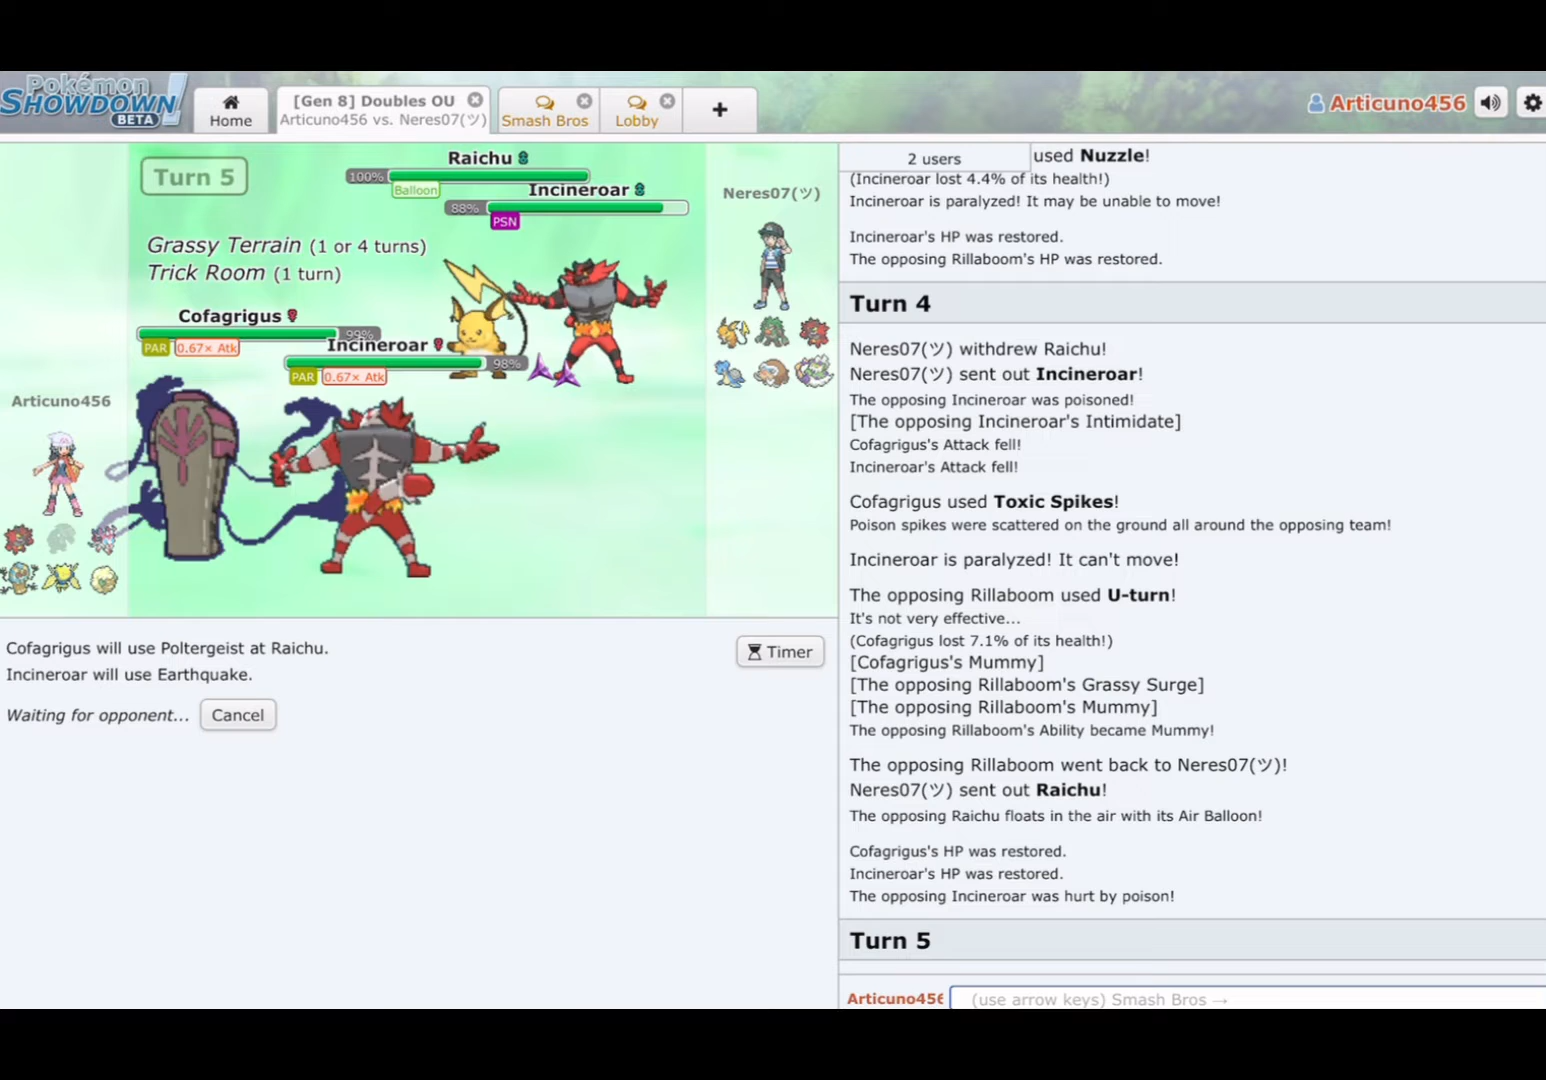 Pokémon
SHOWDOWN!
BETA
Home
[Gen 8] Doubles OU
Articuno456 vs. Neres07(ツ)
Smash Bros
Lobby
+
Articuno456
Turn 5
Raichu
100%
Balloon
Incineroar
88%
PSN
Grassy Terrain (1 or 4 turns)
Trick Room (1 turn)
Cofagrigus
99%
PAR 0.67× Atk
Incineroar
98%
PAR 0.67× Atk
Neres07(ツ)
Articuno456
Cofagrigus will use Poltergeist at Raichu.
Incineroar will use Earthquake.
Waiting for opponent... Cancel
Timer
2 users
used Nuzzle!
(Incineroar lost 4.4% of its health!)
Incineroar is paralyzed! It may be unable to move!
Incineroar's HP was restored.
The opposing Rillaboom's HP was restored.
Turn 4
Neres07(ツ) withdrew Raichu!
Neres07(ツ) sent out Incineroar!
The opposing Incineroar was poisoned!
[The opposing Incineroar's Intimidate]
Cofagrigus's Attack fell!
Incineroar's Attack fell!
Cofagrigus used Toxic Spikes!
Poison spikes were scattered on the ground all around the opposing team!
Incineroar is paralyzed! It can't move!
The opposing Rillaboom used U-turn!
It's not very effective...
(Cofagrigus lost 7.1% of its health!)
[Cofagrigus's Mummy]
[The opposing Rillaboom's Grassy Surge]
[The opposing Rillaboom's Mummy]
The opposing Rillaboom's Ability became Mummy!
The opposing Rillaboom went back to Neres07(ツ)!
Neres07(ツ) sent out Raichu!
The opposing Raichu floats in the air with its Air Balloon!
Cofagrigus's HP was restored.
Incineroar's HP was restored.
The opposing Incineroar was hurt by poison!
Turn 5
Articuno456
(use arrow keys) Smash Bros →